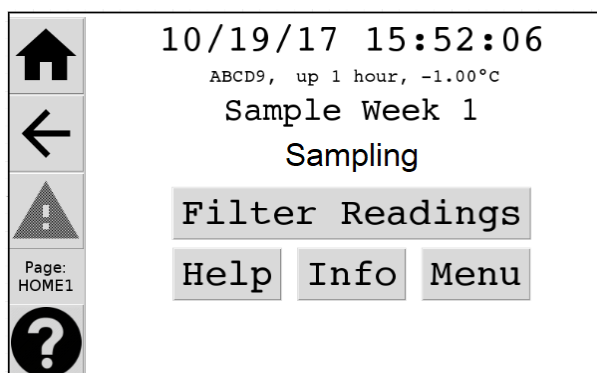 10/19/17 15:52:06
ABCD9, up 1 hour, -1.00°C
Sample Week 1
Sampling
Filter Readings
Help Info Menu
Page:
HOME1